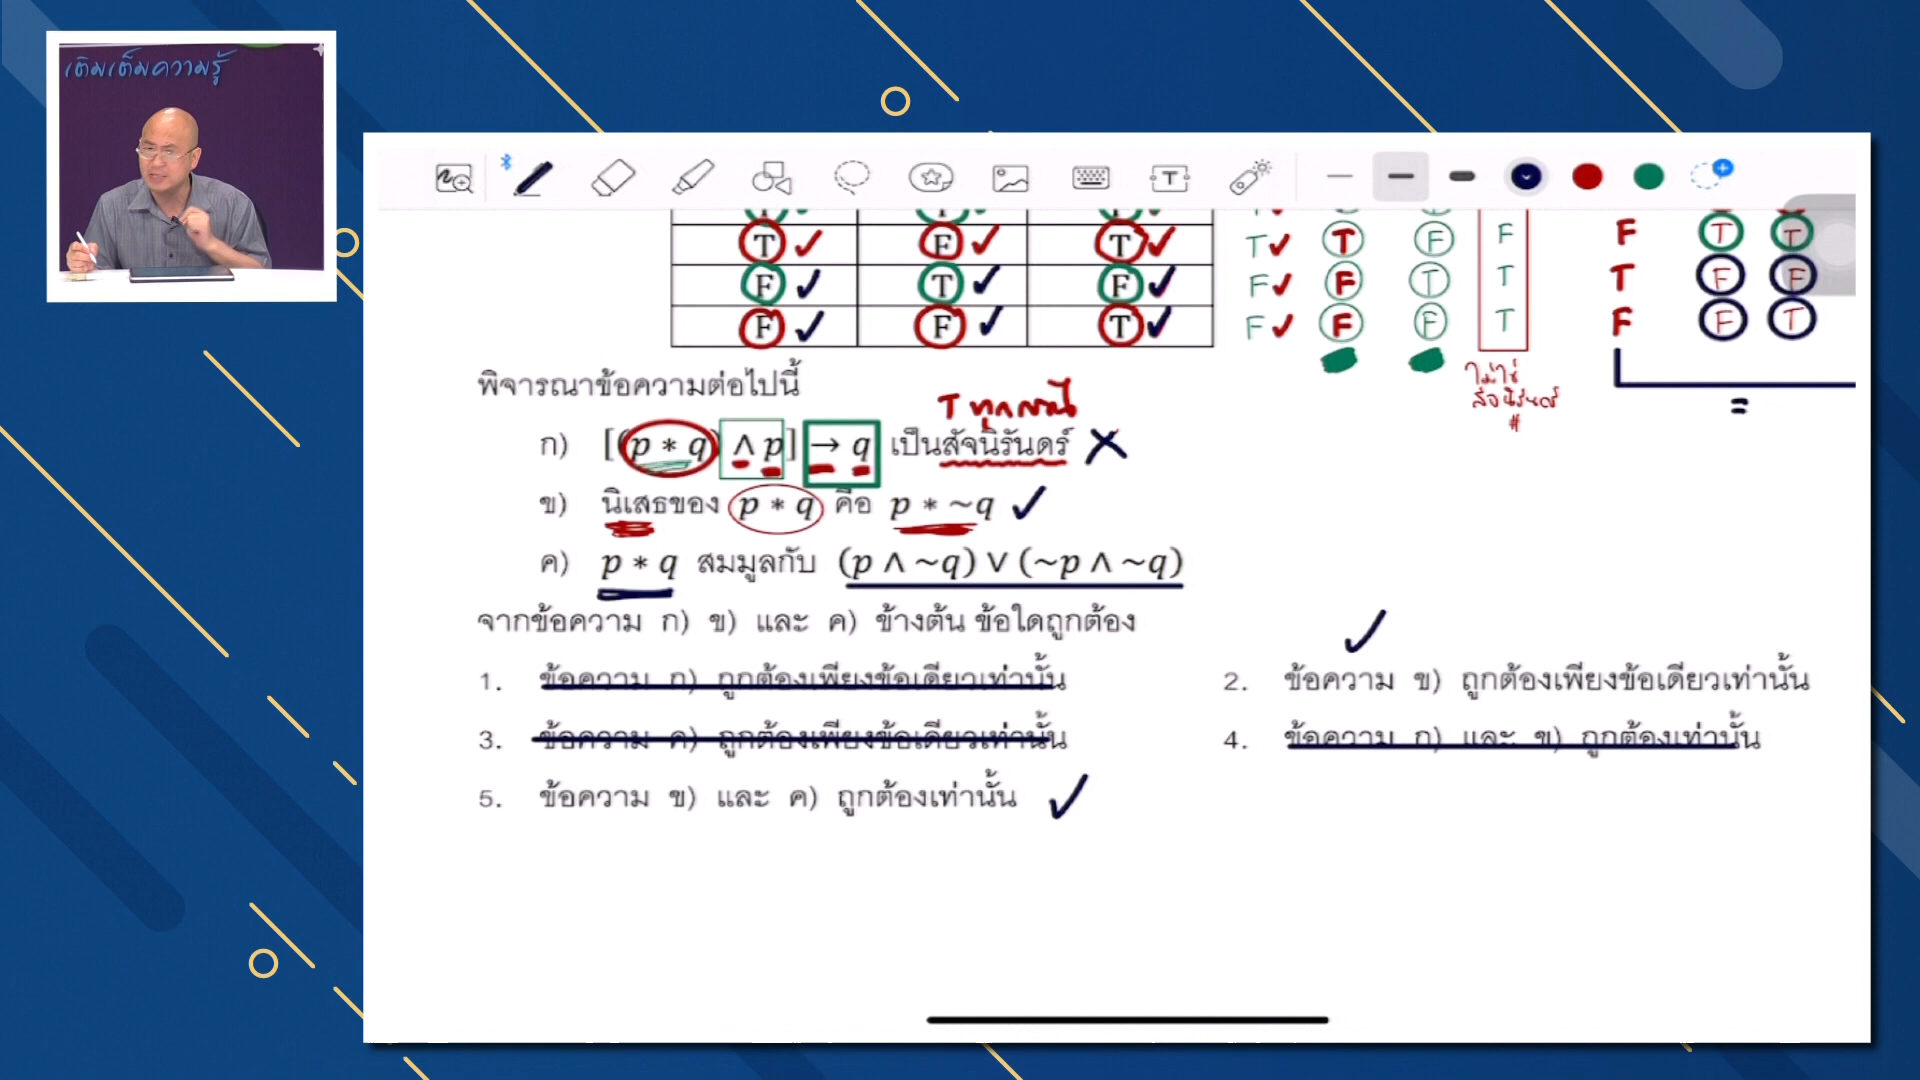 เติมเต็มความรู้
T F T T T F F F T T
F T F F F T T T F F
F F T F F F T F F T
ไม่ใช่
สัจนิรันดร์
#
=
พิจารณาข้อความต่อไปนี้
T ทุกกรณี
ก) [(p ∗ q) ∧ p] → q เป็นสัจนิรันดร์
ข) นิเสธของ p ∗ q คือ p ∗ ~q
ค) p ∗ q สมมูลกับ (p ∧ ~q) ∨ (~p ∧ ~q)
จากข้อความ ก) ข) และ ค) ข้างต้น ข้อใดถูกต้อง
1. ข้อความ ก) ถูกต้องเพียงข้อเดียวเท่านั้น 2. ข้อความ ข) ถูกต้องเพียงข้อเดียวเท่านั้น
3. ข้อความ ค) ถูกต้องเพียงข้อเดียวเท่านั้น 4. ข้อความ ก) และ ข) ถูกต้องเท่านั้น
5. ข้อความ ข) และ ค) ถูกต้องเท่านั้น